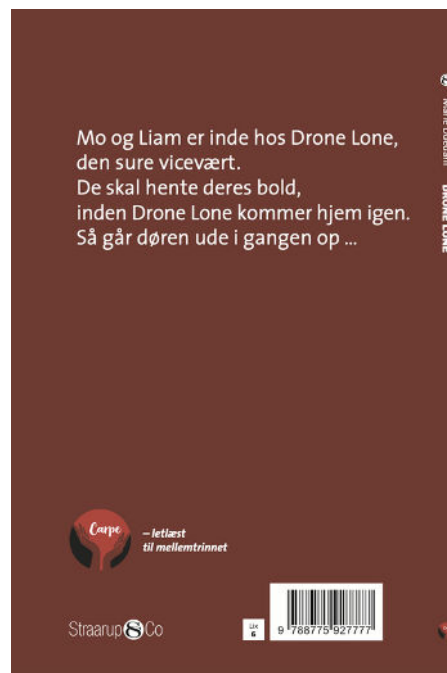 Mo og Liam er inde hos Drone Lone,
den sure vicevært.
De skal hente deres bold,
inden Drone Lone kommer hjem igen.
Så går døren ude i gangen op ...
Carpe
– letlæst
til mellemtrinnet
Straarup & Co
Lix
6
9 788775 927777
DRONE LONE